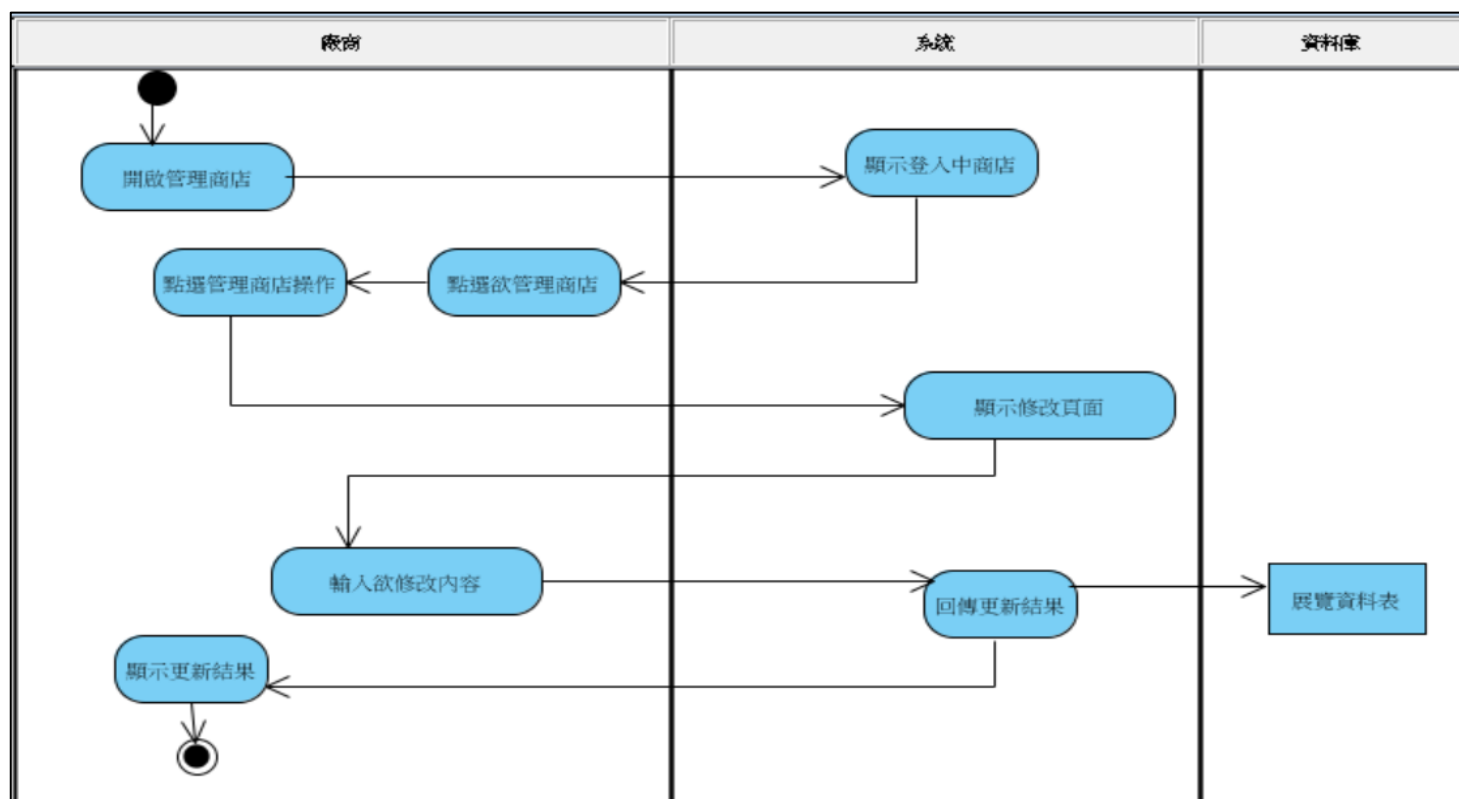 廠商
系統
資料庫
開啟管理商店
顯示登入中商店
點選管理商店操作
點選欲管理商店
顯示修改頁面
輸入欲修改內容
回傳更新結果
展覽資料表
顯示更新結果